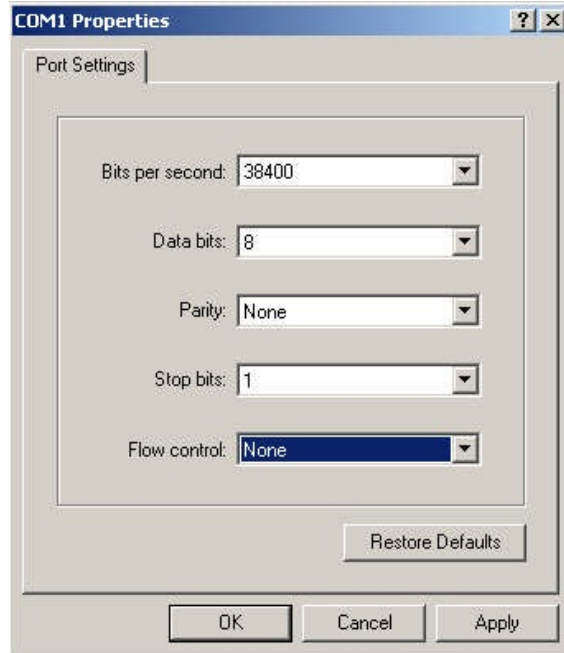 COM1 Properties
Port Settings
Bits per second: 38400
Data bits: 8
Parity: None
Stop bits: 1
Flow control: None
Restore Defaults
OK Cancel Apply